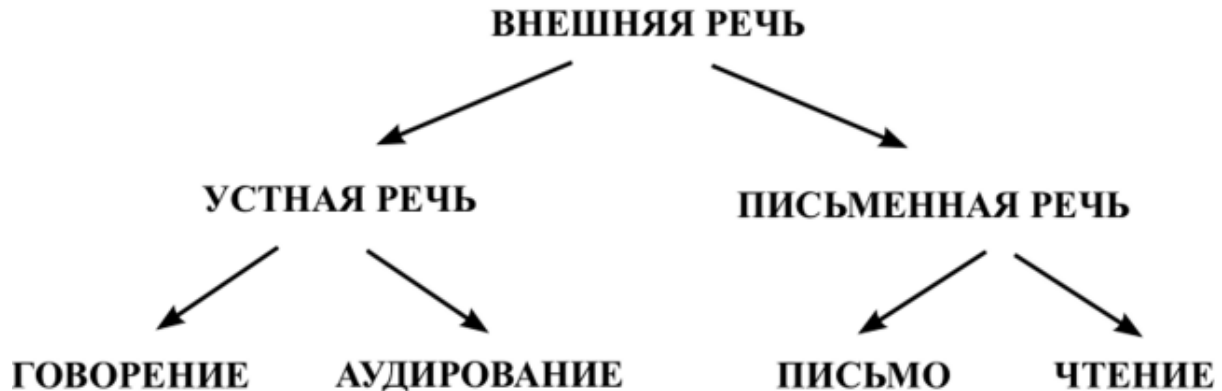 ВНЕШНЯЯ РЕЧЬ
УСТНАЯ РЕЧЬ
ПИСЬМЕННАЯ РЕЧЬ
ГОВОРЕНИЕ
АУДИРОВАНИЕ
ПИСЬМО
ЧТЕНИЕ